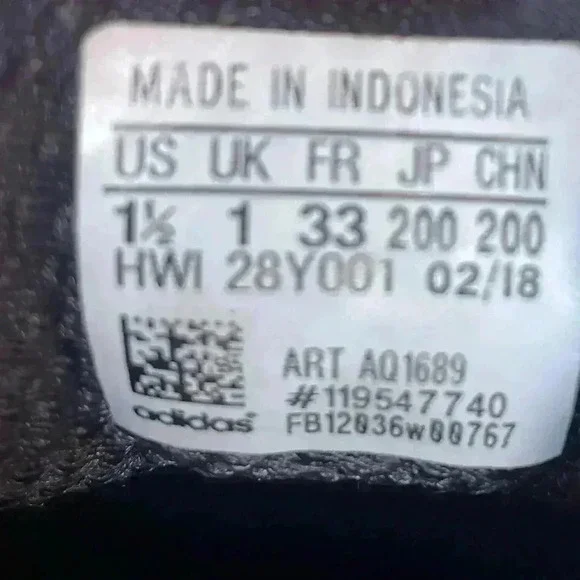 MADE IN INDONESIA
US UK FR JP CHN
1½ 1 33 200 200
HWI 28Y001 02/18
ART AQ1689
#119547740
adidas FB12036W00767